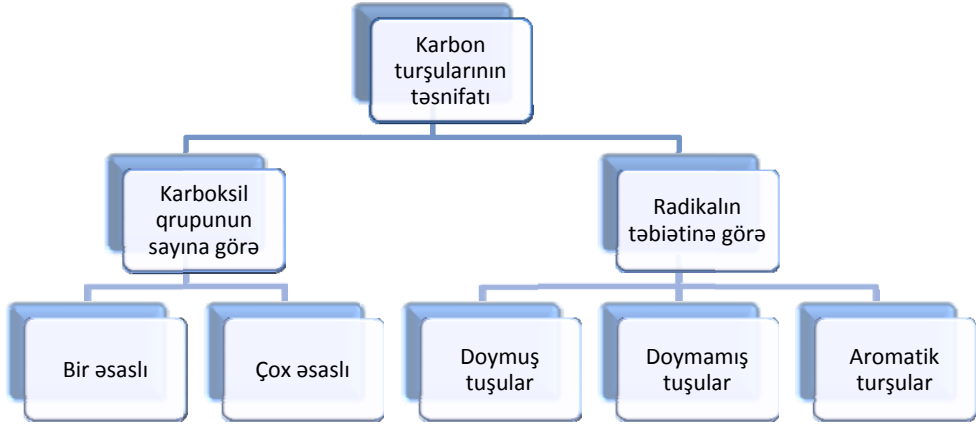 Karbon
turşularının
təsnifatı
Karboksil
qrupunun
sayına görə
Radikalın
təbiətinə görə
Bir əsaslı
Çox əsaslı
Doymuş
tuşular
Doymamış
tuşular
Aromatik
turşular